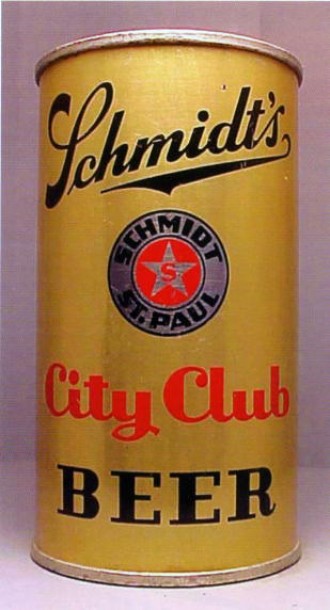 Schmidt's
SCHMIDT
S
ST. PAUL
City Club
BEER